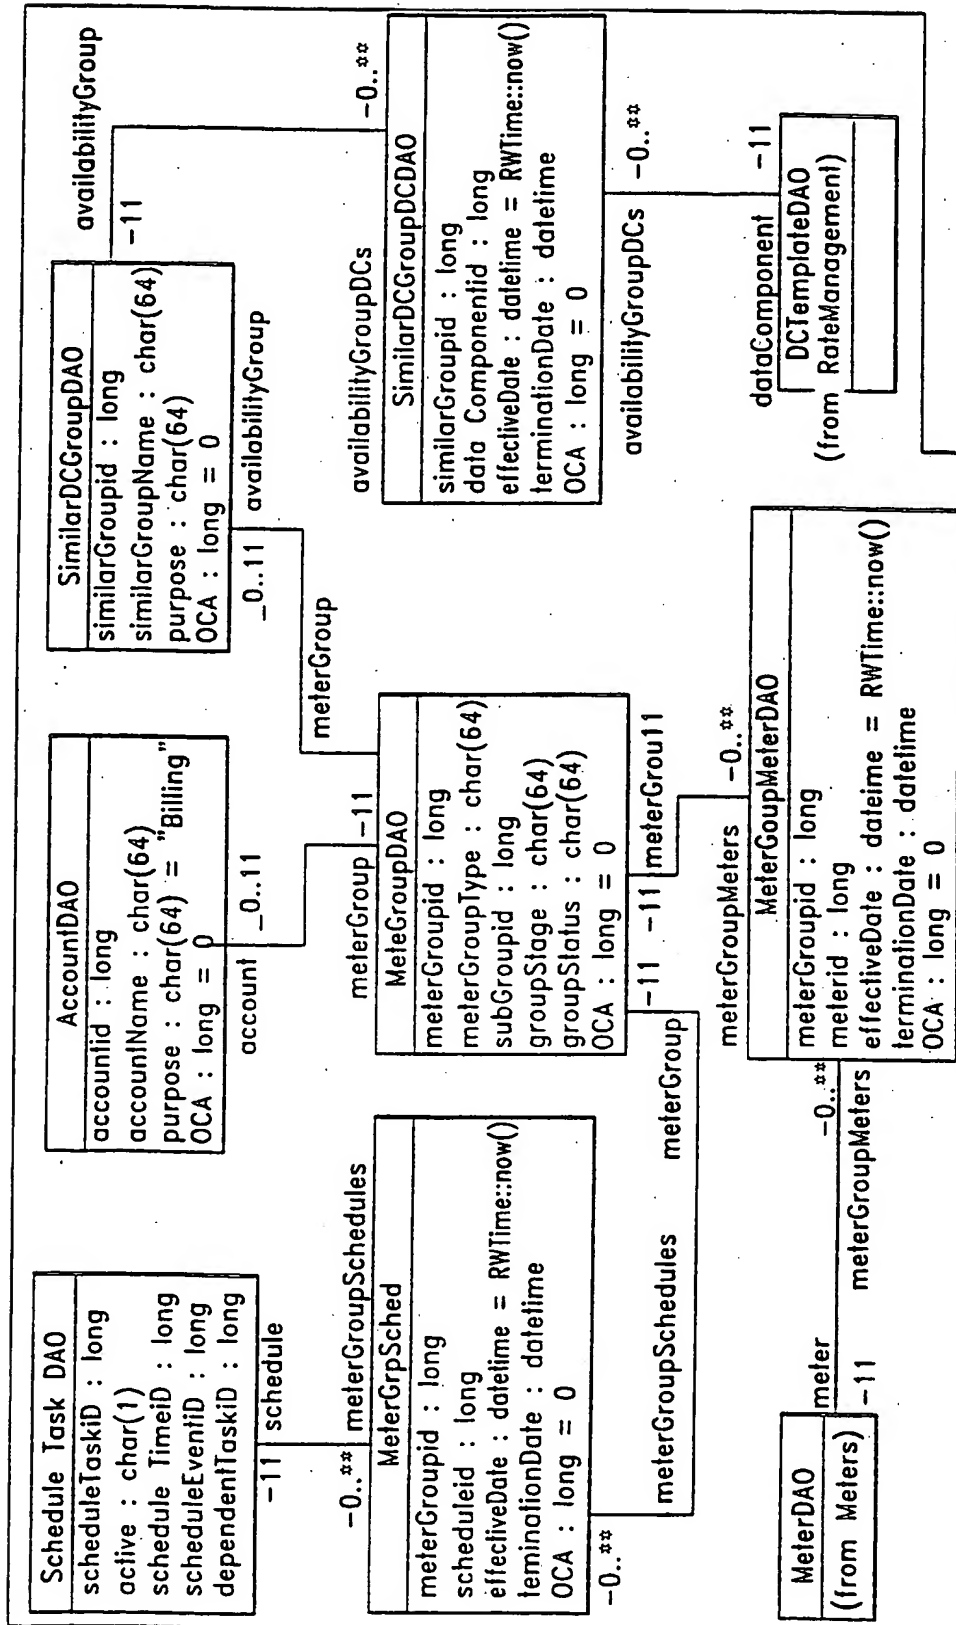 Schedule Task DAO
scheduleTaskiD : long
active : char(1)
schedule TimeiD : long
scheduleEventiD : long
dependentTaskiD : long
-11
schedule
-0..**
meterGroupSchedules
MeterGrpSched
meterGroupid : long
scheduleid : long
effectiveDate : datetime = RWTime::now()
teminationDate : datetime
OCA : long = 0
-0..**
meterGroupSchedules
meterGroup
MeterDAO
(from Meters)
meter
-11
-0..**
meterGroupMeters
AccountDAO
accountid : long
accountName : char(64)
purpose : char(64) = "Billing"
OCA : long = 0
account
_0..11
meterGroup
-11
MeteGroupDAO
meterGroupid : long
meterGroupType : char(64)
subGroupid : long
groupStage : char(64)
groupStatus : char(64)
OCA : long = 0
-11
-11
meterGrou11
meterGroupMeters
-0..**
MeterGoupMeterDAO
meterGroupid : long
meterid : long
effectiveDate : dateime = RWTime::now()
terminationDate : datetime
OCA : long = 0
SimilarDCGroupDAO
similarGroupid : long
similarGroupName : char(64)
purpose : char(64)
OCA : long = 0
_0..11
availabilityGroup
meterGroup
-11
availabilityGroup
-0..**
availabilityGroupDCs
SimilarDCGroupDCDAO
similarGroupid : long
data Componentid : long
effectiveDate : datetime = RWTime::now()
terminationDate : datetime
OCA : long = 0
availabilityGroupDCs
-0..**
dataComponent
-11
DCTemplateDAO
(from RateManagement)